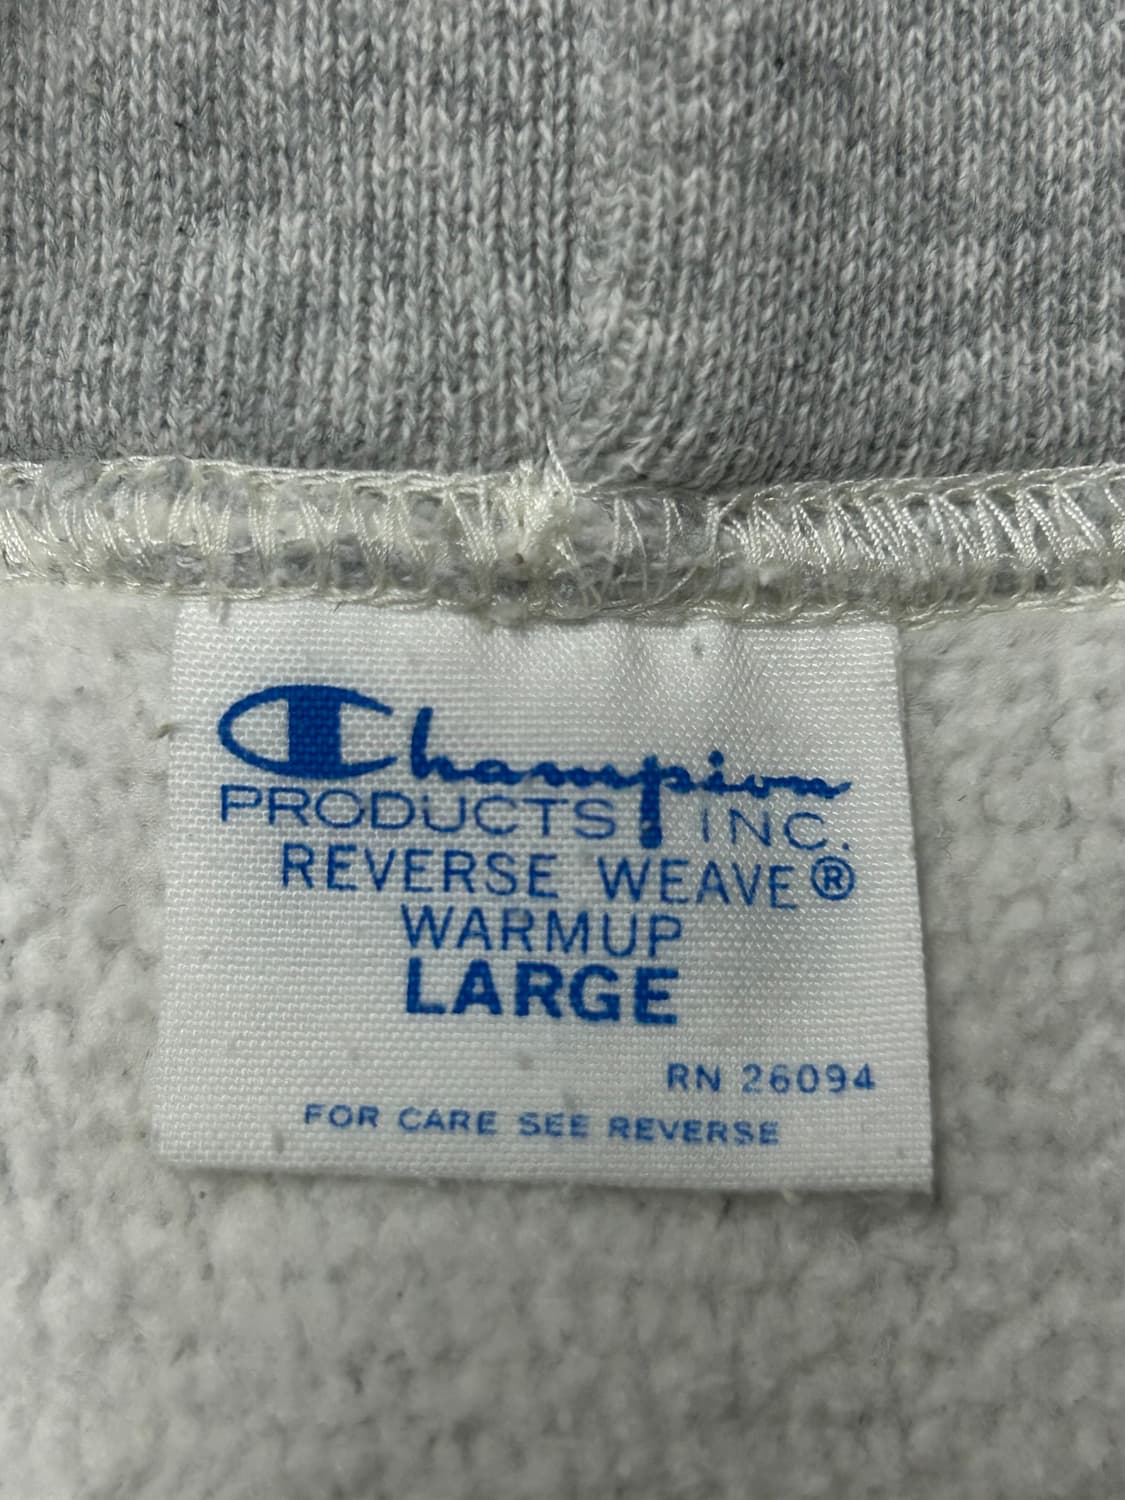 Champion
PRODUCTS INC.
REVERSE WEAVE®
WARMUP
LARGE
RN 26094
FOR CARE SEE REVERSE